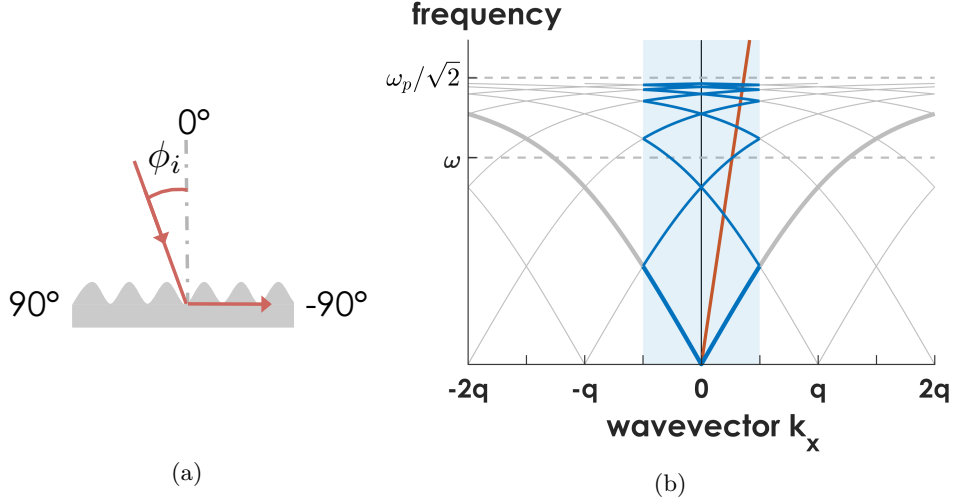 0°
ϕᵢ
90°
-90°
(a)
frequency
ωₚ/√2
ω
-2q -q 0 q 2q
wavevector kₓ
(b)